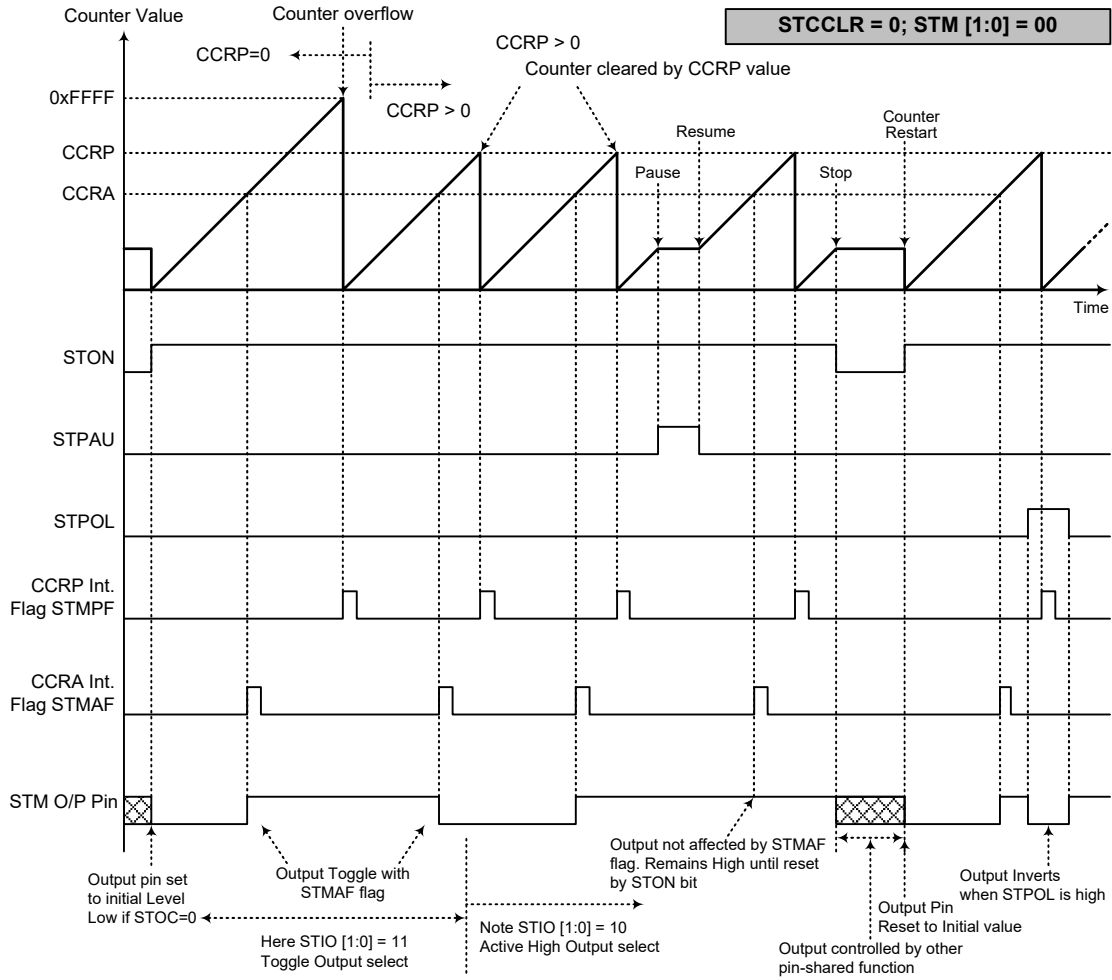 Counter Value
Counter overflow
STCCLR = 0; STM [1:0] = 00
CCRP=0
CCRP > 0
CCRP > 0
Counter cleared by CCRP value
0xFFFF
CCRP
CCRA
Pause
Resume
Stop
Counter
Restart
Time
STON
STPAU
STPOL
CCRP Int.
Flag STMPF
CCRA Int.
Flag STMAF
STM O/P Pin
Output pin set
to initial Level
Low if STOC=0
Output Toggle with
STMAF flag
Here STIO [1:0] = 11
Toggle Output select
Note STIO [1:0] = 10
Active High Output select
Output not affected by STMAF
flag. Remains High until reset
by STON bit
Output controlled by other
pin-shared function
Output Pin
Reset to Initial value
Output Inverts
when STPOL is high